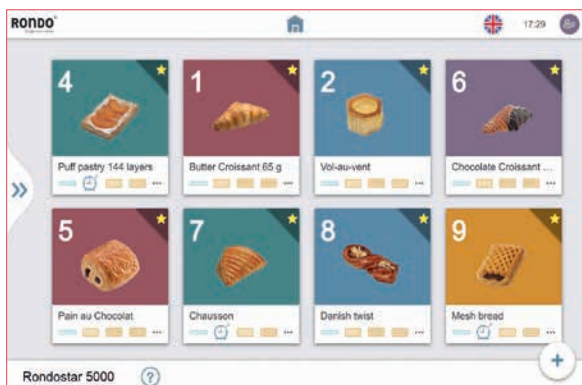 RONDO
17:29
4
1
2
6
Puff pastry 144 layers
Butter Croissant 65 g
Vol-au-vent
Chocolate Croissant ...
5
7
8
9
Pain au Chocolat
Chausson
Danish twist
Mesh bread
Rondostar 5000 ?